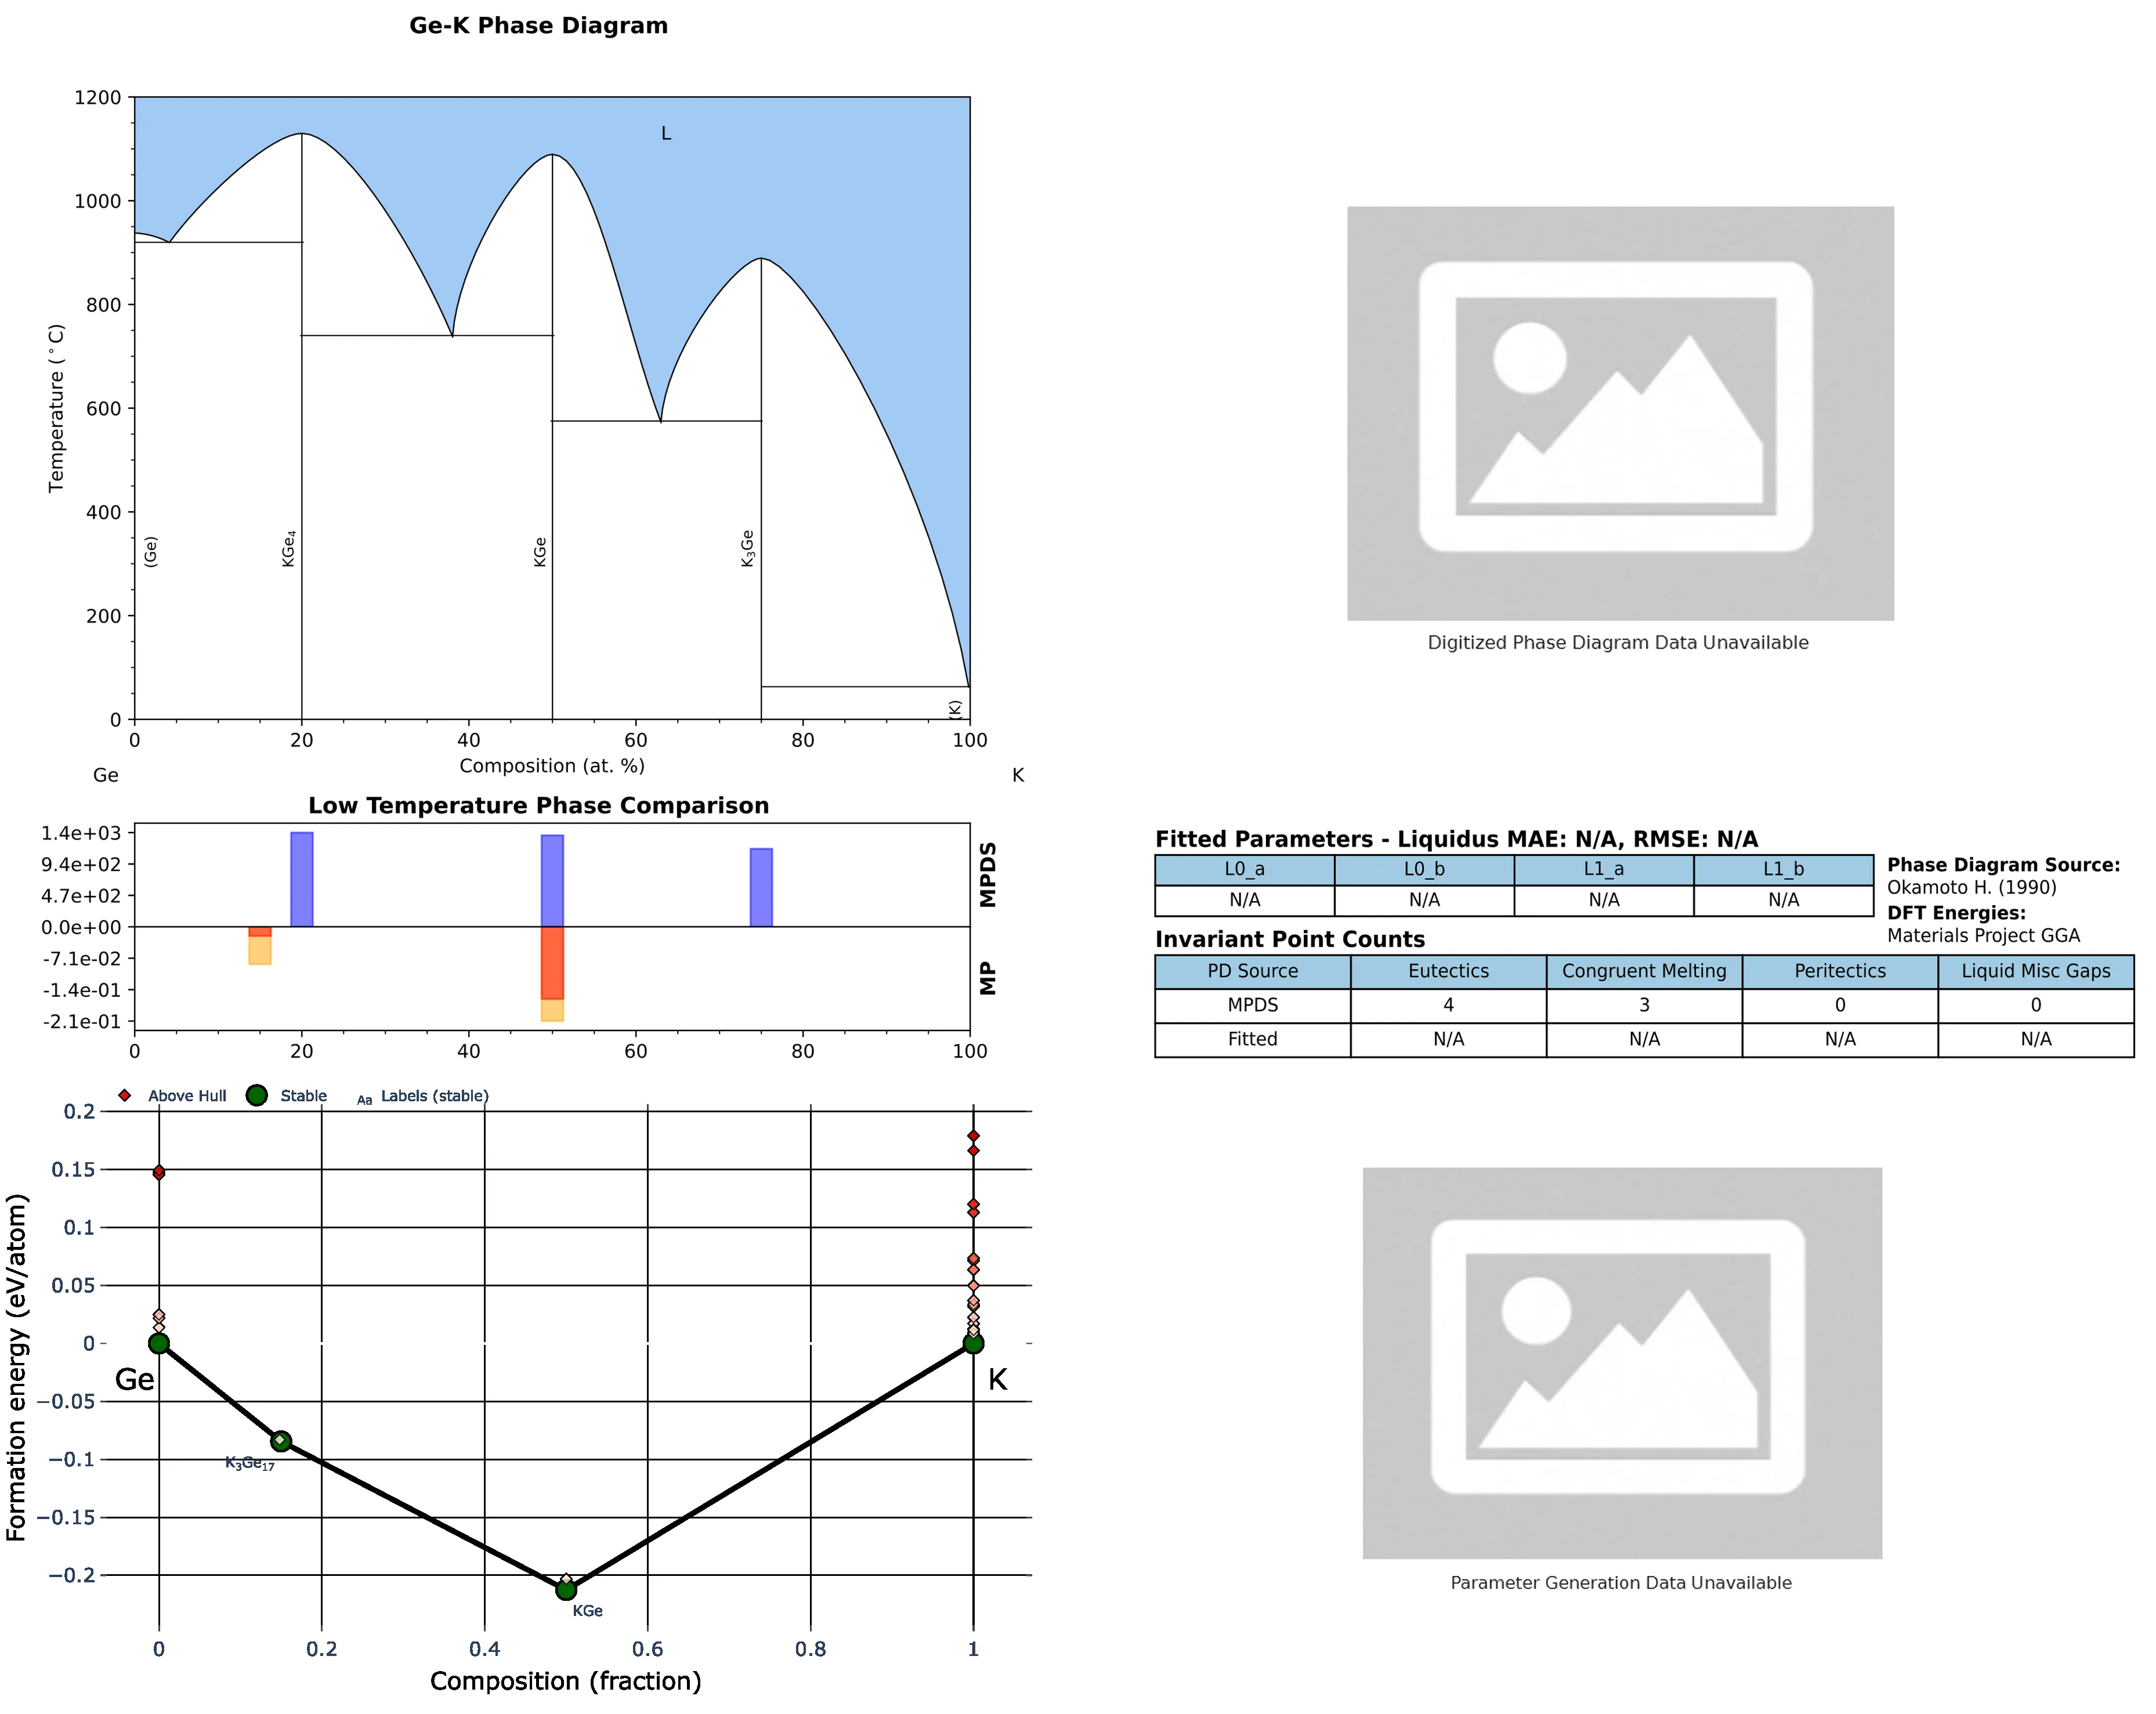 Ge-K Phase Diagram
1200
1000
800
600
400
200
0
Temperature (°C)
L
(Ge)
KGe₄
KGe
K₃Ge
(K)
0 20 40 60 80 100
Composition (at. %)
Ge K
Digitized Phase Diagram Data Unavailable
Low Temperature Phase Comparison
1.4e+03
9.4e+02
4.7e+02
0.0e+00
-7.1e-02
-1.4e-01
-2.1e-01
MPDS
MP
0 20 40 60 80 100
Fitted Parameters - Liquidus MAE: N/A, RMSE: N/A
L0_a L0_b L1_a L1_b
N/A N/A N/A N/A
Phase Diagram Source:
Okamoto H. (1990)
DFT Energies:
Materials Project GGA
Invariant Point Counts
PD Source Eutectics Congruent Melting Peritectics Liquid Misc Gaps
MPDS 4 3 0 0
Fitted N/A N/A N/A N/A
Above Hull Stable Aa Labels (stable)
0.2
0.15
0.1
0.05
0
−0.05
−0.1
−0.15
−0.2
Formation energy (eV/atom)
Ge
K
K₃Ge₁₇
KGe
0 0.2 0.4 0.6 0.8 1
Composition (fraction)
Parameter Generation Data Unavailable